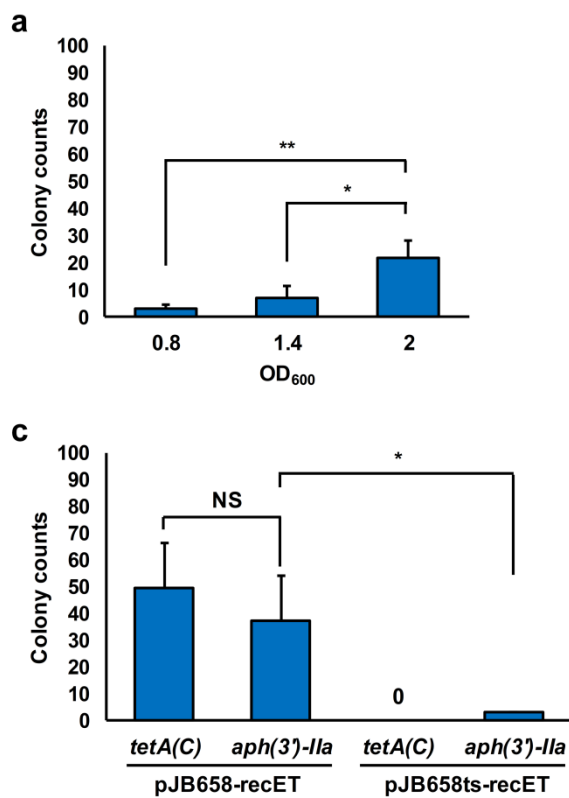 a
100
90
80
70
60
50
40
30
20
10
0
Colony counts
**
*
0.8 1.4 2
OD600
c
100
90
80
70
60
50
40
30
20
10
0
Colony counts
NS
*
0
tetA(C) aph(3')-IIa tetA(C) aph(3')-IIa
pJB658-recET pJB658ts-recET